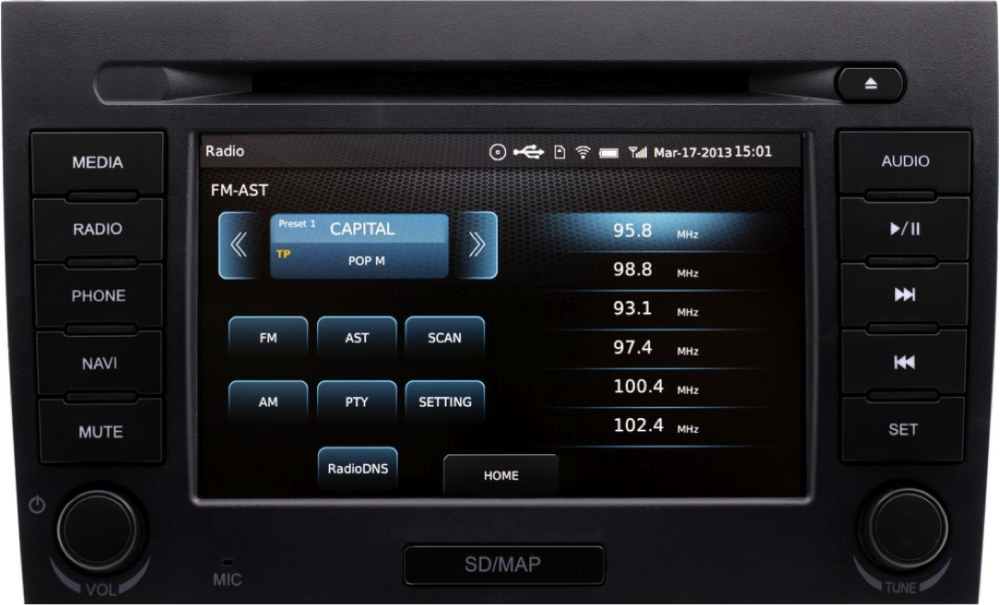 MEDIA
RADIO
PHONE
NAVI
MUTE
VOL
MIC
Radio
Mar-17-2013 15:01
FM-AST
Preset 1 CAPITAL
TP
POP M
FM AST SCAN
AM PTY SETTING
RadioDNS
HOME
95.8 MHz
98.8 MHz
93.1 MHz
97.4 MHz
100.4 MHz
102.4 MHz
SD/MAP
AUDIO
SET
TUNE